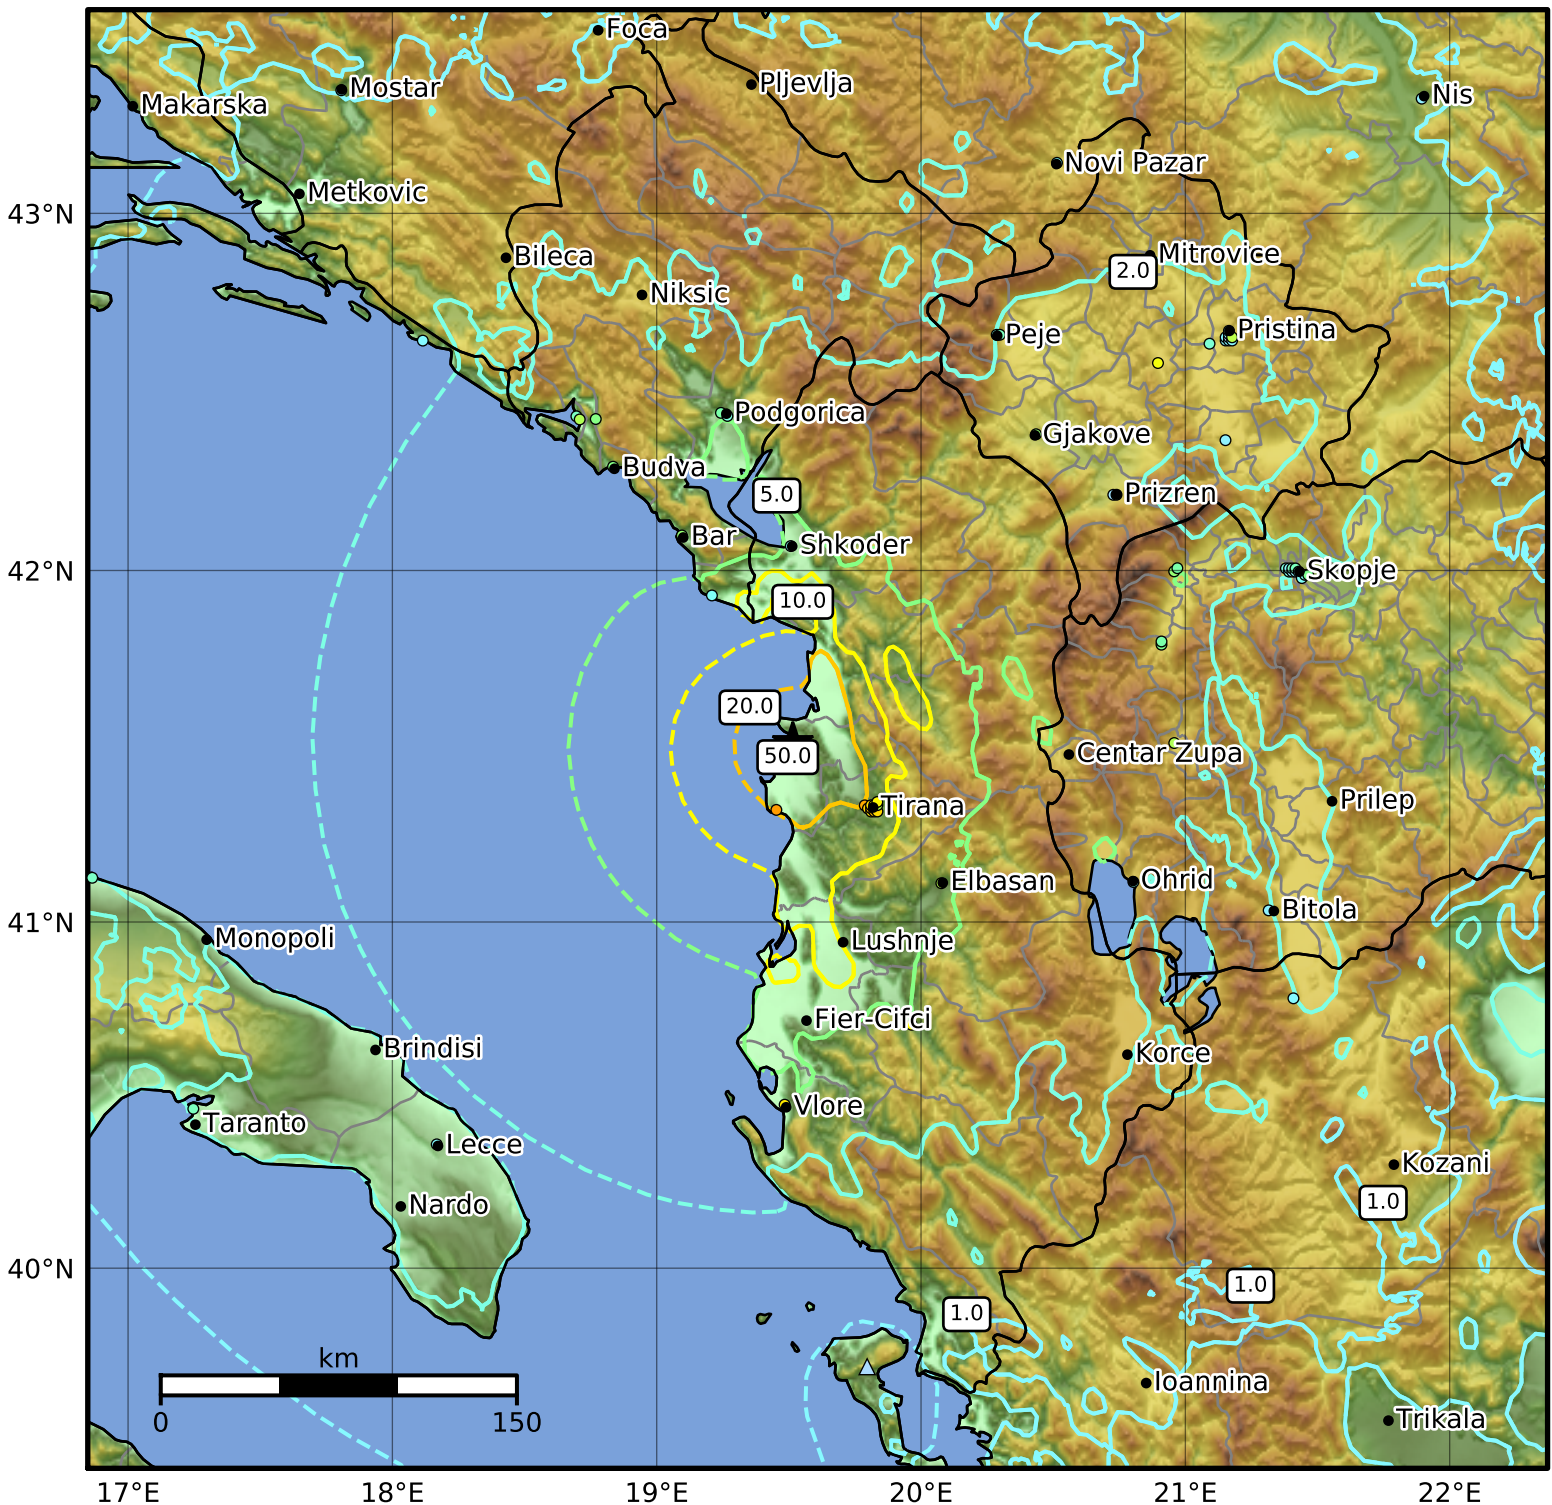 Foca
Pljevlja
Mostar
Makarska
Nis
Novi Pazar
Metkovic
43°N
Bileca
Mitrovice
2.0
Niksic
Pristina
Peje
Podgorica
Gjakove
Budva
5.0
Prizren
Bar
Shkoder
42°N
Skopje
10.0
20.0
50.0
Centar Zupa
Tirana
Prilep
Elbasan
Ohrid
Bitola
41°N
Monopoli
Lushnje
Fier-Cifci
Brindisi
Korce
Vlore
Taranto
Lecce
Kozani
Nardo
1.0
40°N
1.0
1.0
km
Ioannina
0
150
Trikala
17°E
18°E
19°E
20°E
21°E
22°E